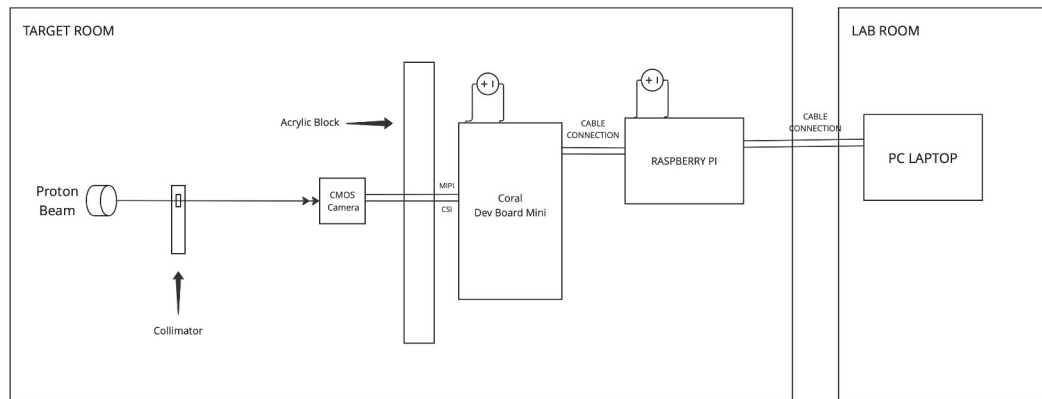 TARGET ROOM
LAB ROOM
Acrylic Block
CABLE
CONNECTION
CABLE
CONNECTION
RASPBERRY PI
PC LAPTOP
Proton
Beam
CMOS
Camera
MIPI
CSI
Coral
Dev Board Mini
Collimator